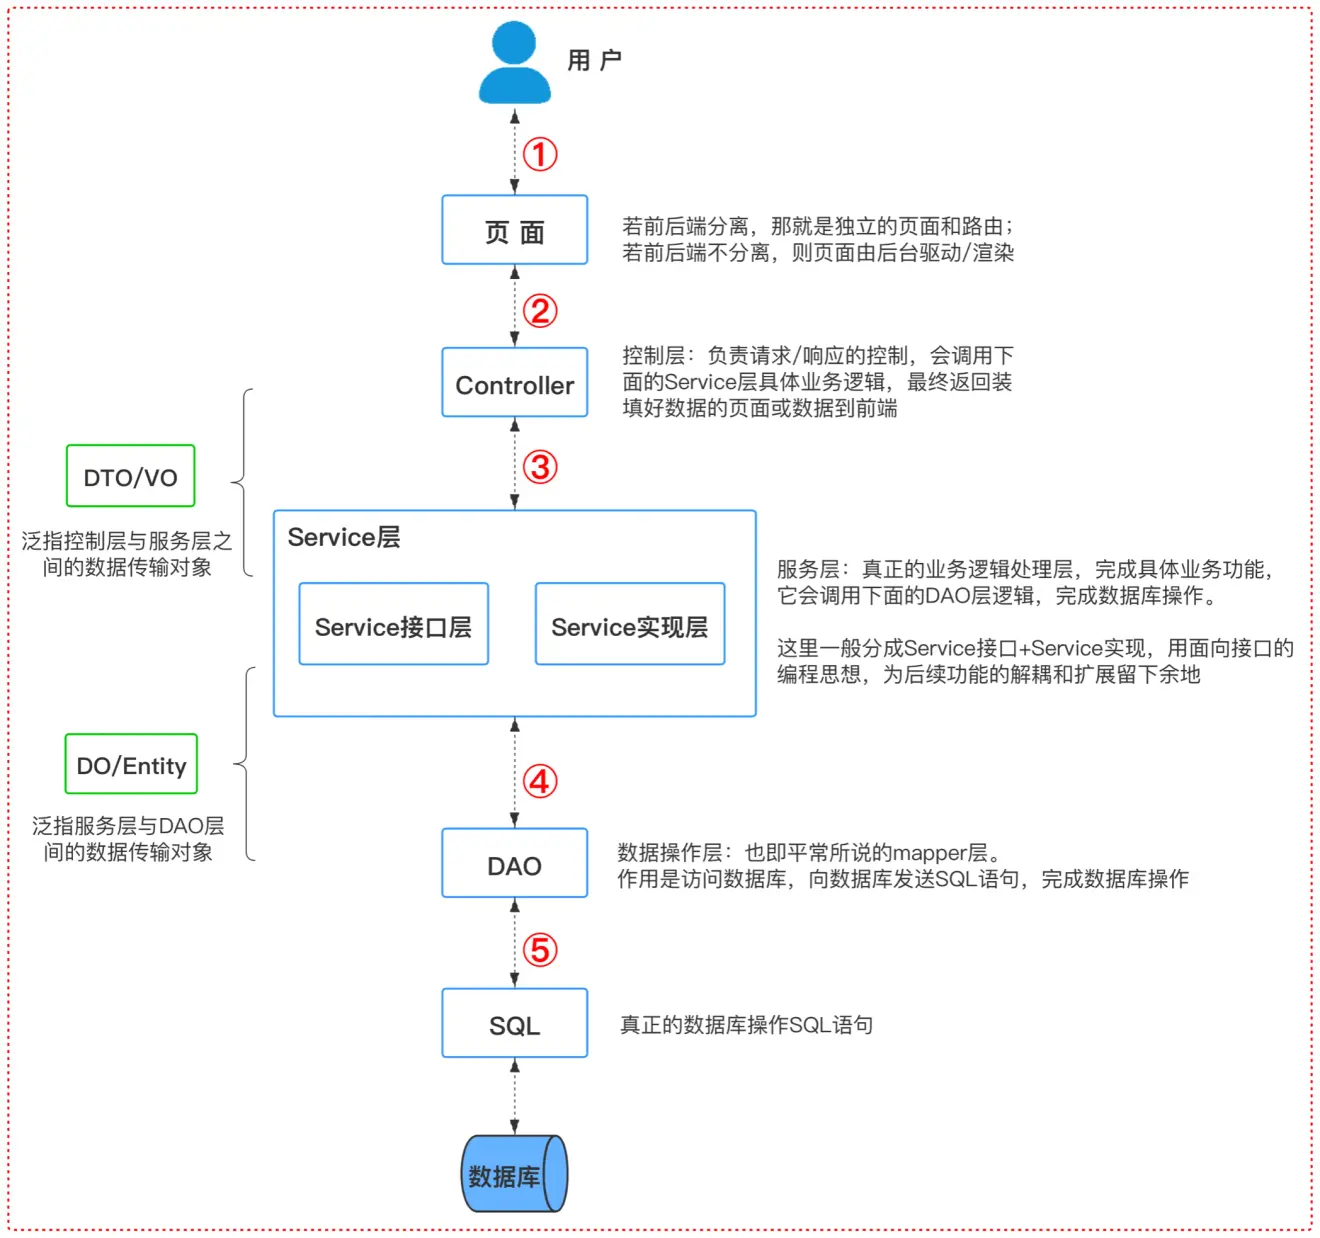 用 户
①
页 面
若前后端分离，那就是独立的页面和路由；
若前后端不分离，则页面由后台驱动/渲染
②
Controller
控制层：负责请求/响应的控制，会调用下
面的Service层具体业务逻辑，最终返回装
填好数据的页面或数据到前端
③
DTO/VO
泛指控制层与服务层之
间的数据传输对象
Service层
Service接口层
Service实现层
服务层：真正的业务逻辑处理层，完成具体业务功能，
它会调用下面的DAO层逻辑，完成数据库操作。
这里一般分成Service接口+Service实现，用面向接口的
编程思想，为后续功能的解耦和扩展留下余地
DO/Entity
泛指服务层与DAO层
间的数据传输对象
④
DAO
数据操作层：也即平常所说的mapper层。
作用是访问数据库，向数据库发送SQL语句，完成数据库操作
⑤
SQL
真正的数据库操作SQL语句
数据库